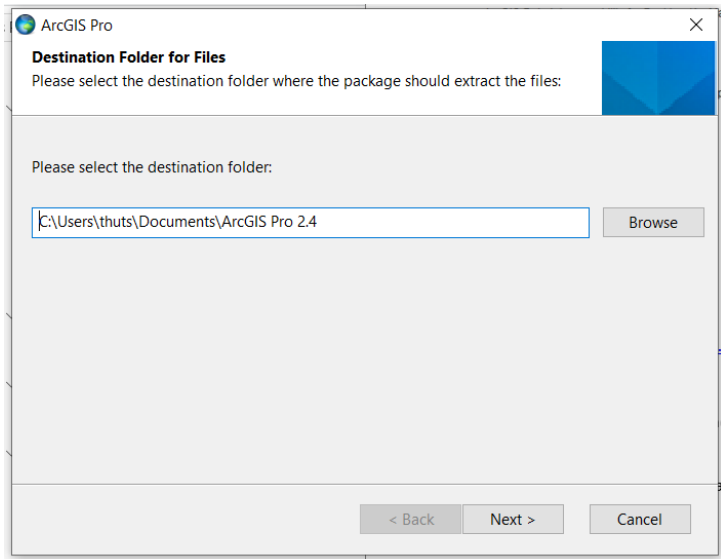 ArcGIS Pro
Destination Folder for Files
Please select the destination folder where the package should extract the files:
Please select the destination folder:
C:\Users\thuts\Documents\ArcGIS Pro 2.4
Browse
< Back
Next >
Cancel